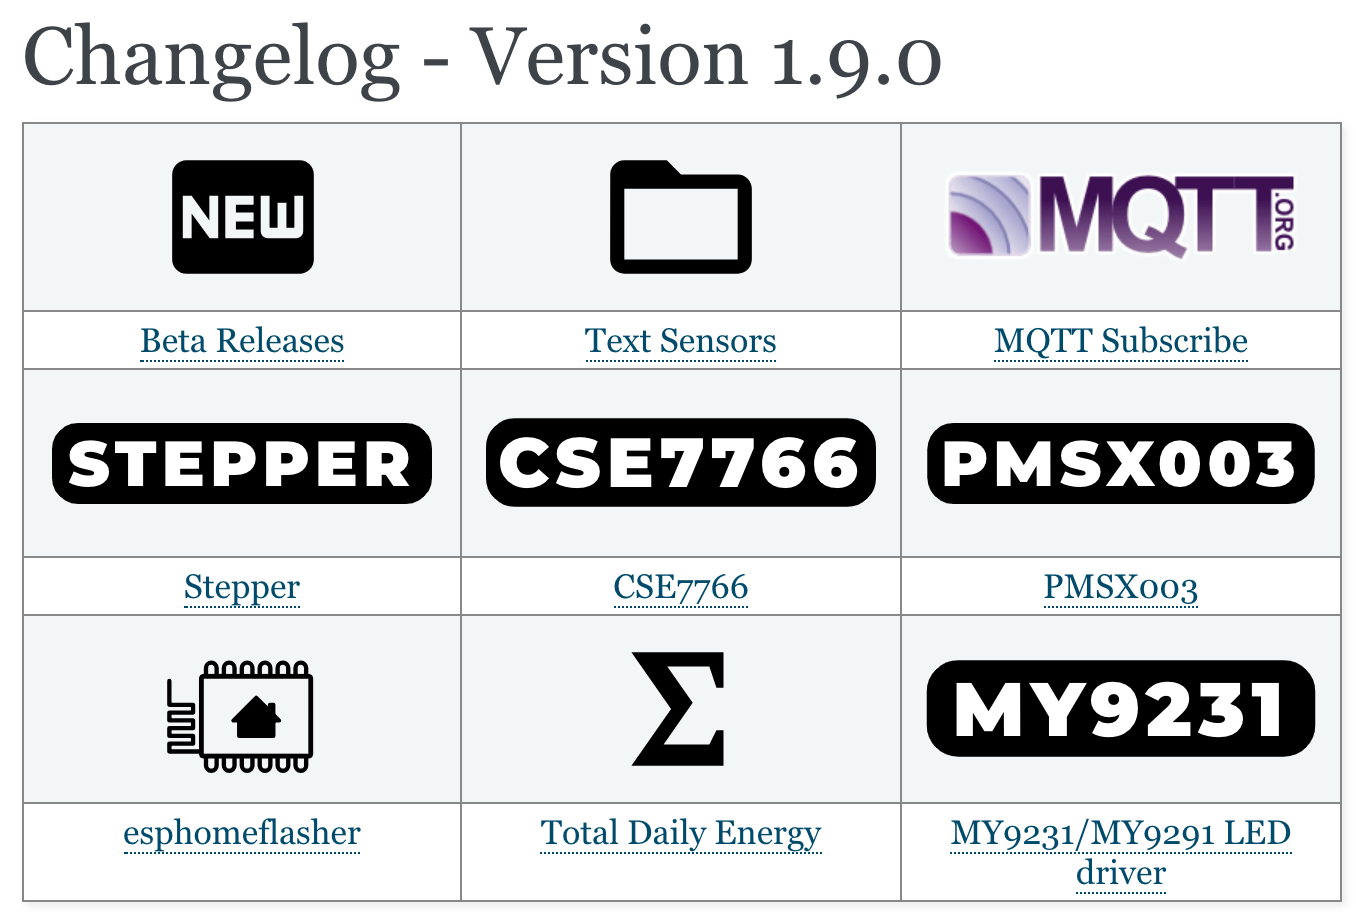 Changelog - Version 1.9.0
NEW
MQTT.ORG
Beta Releases
Text Sensors
MQTT Subscribe
STEPPER
CSE7766
PMSX003
Stepper
CSE7766
PMSX003
Σ
MY9231
esphomeflasher
Total Daily Energy
MY9231/MY9291 LED
driver